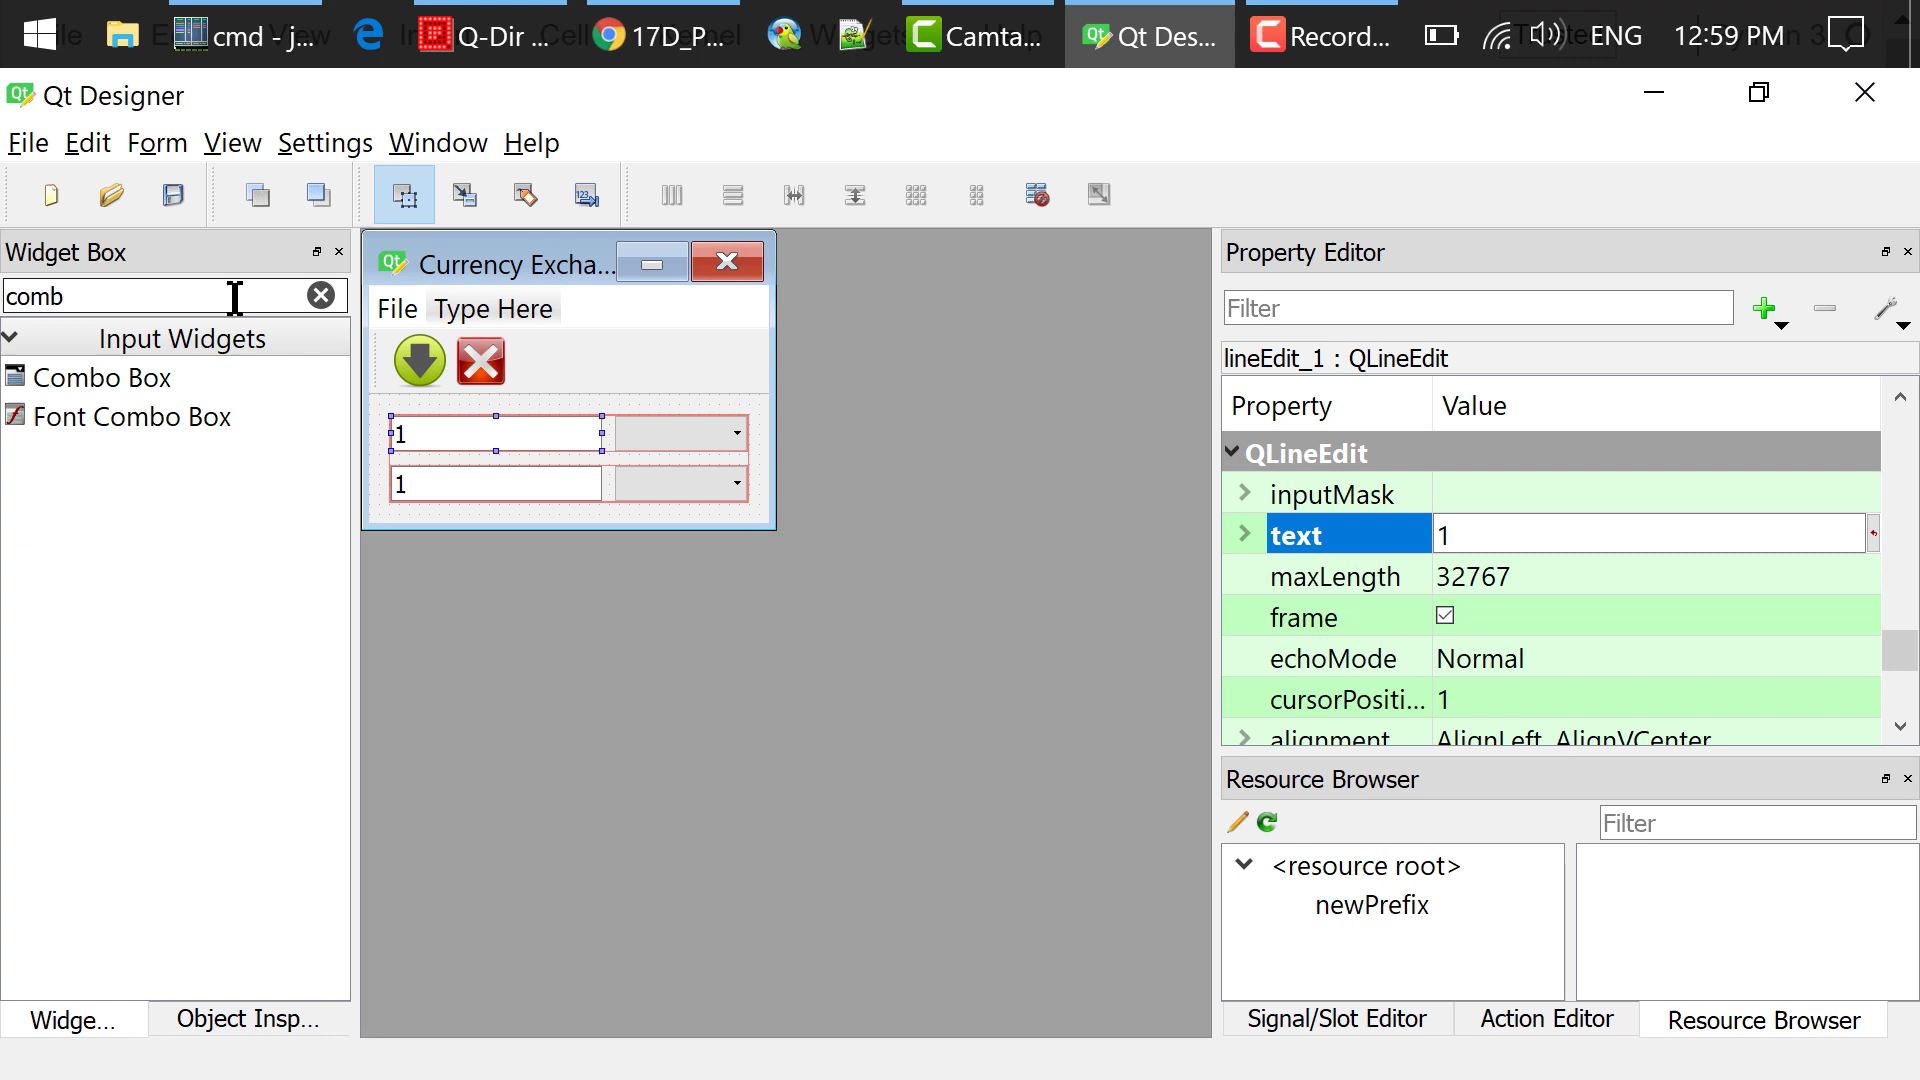 cmd - j...
Q-Dir ...
17D_P...
Camta...
Qt Des...
Record...
ENG
12:59 PM
Qt Designer
File Edit Form View Settings Window Help
Widget Box
comb
Input Widgets
Combo Box
Font Combo Box
Widge...
Object Insp...
Currency Excha...
File Type Here
1
1
Property Editor
Filter
lineEdit_1 : QLineEdit
Property Value
QLineEdit
inputMask
text 1
maxLength 32767
frame
echoMode Normal
cursorPositi... 1
alignment AlignLeft, AlignVCenter
Resource Browser
Filter
<resource root>
newPrefix
Signal/Slot Editor
Action Editor
Resource Browser